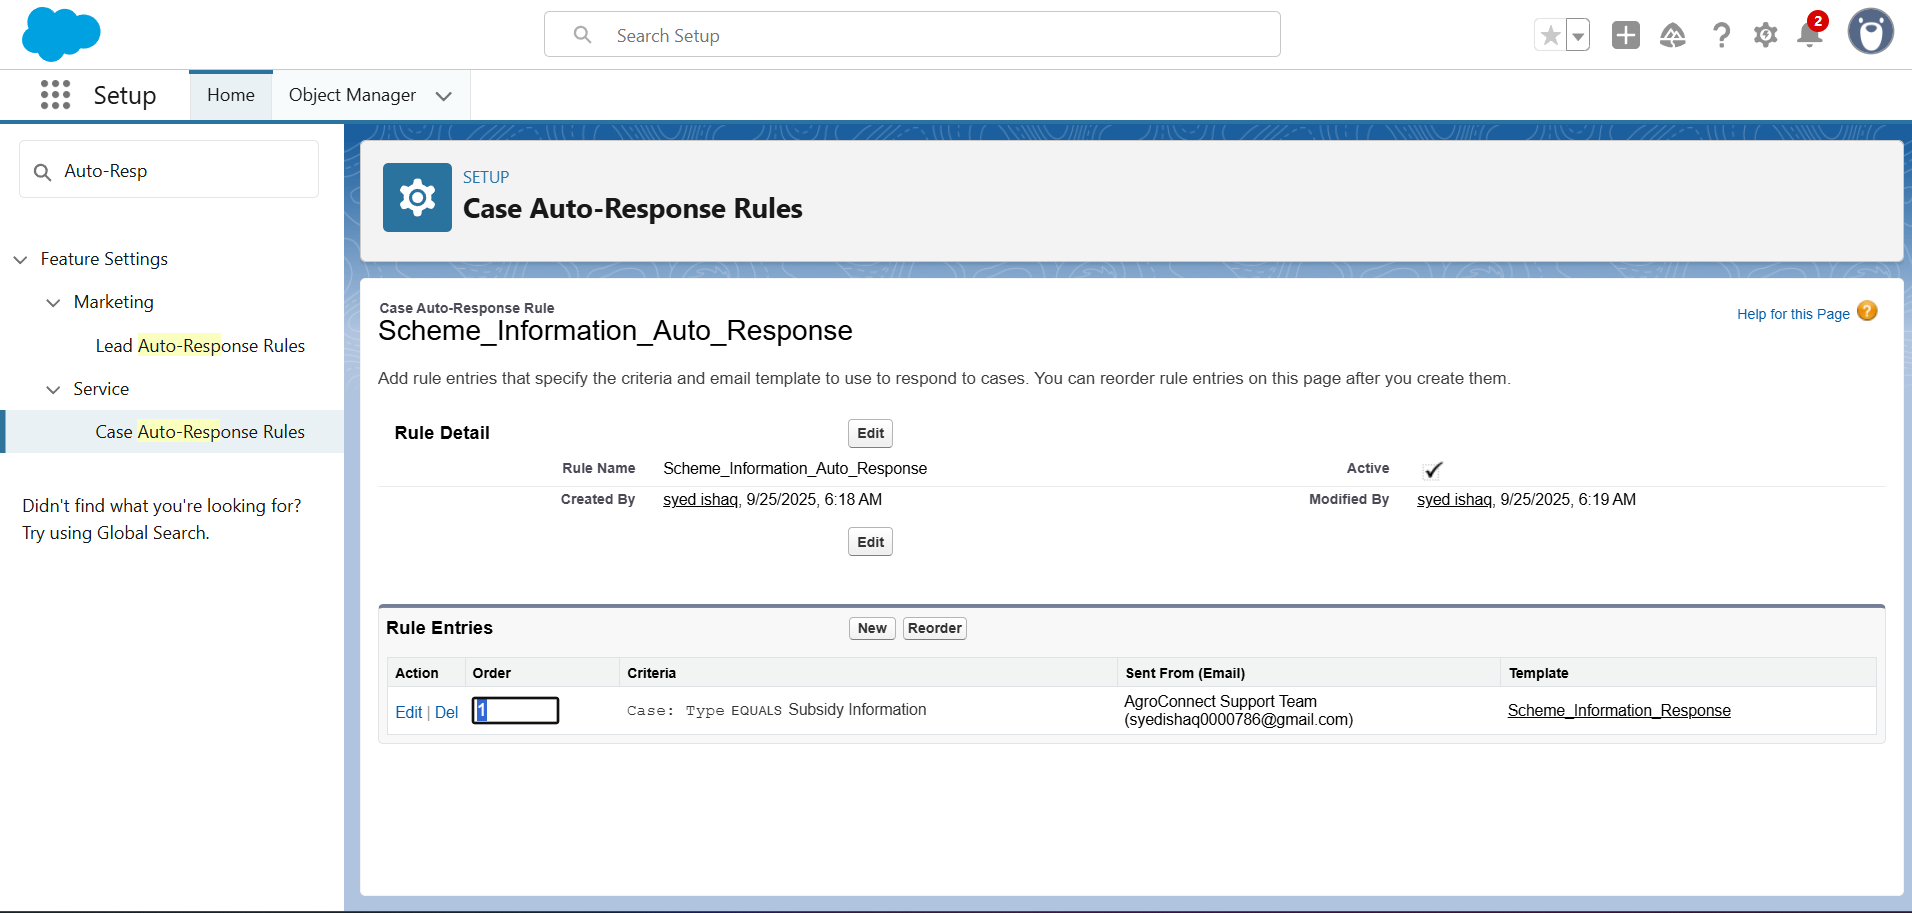 Search Setup
2
Setup
Home
Object Manager
Auto-Resp
Feature Settings
Marketing
Lead Auto-Response Rules
Service
Case Auto-Response Rules
Didn't find what you're looking for?
Try using Global Search.
SETUP
Case Auto-Response Rules
Case Auto-Response Rule
Scheme_Information_Auto_Response
Help for this Page ?
Add rule entries that specify the criteria and email template to use to respond to cases. You can reorder rule entries on this page after you create them.
Rule Detail
Edit
Rule Name Scheme_Information_Auto_Response Active
Created By syed ishaq, 9/25/2025, 6:18 AM Modified By syed ishaq, 9/25/2025, 6:19 AM
Edit
Rule Entries New Reorder
Action Order Criteria Sent From (Email) Template
Edit | Del 1 Case: Type EQUALS Subsidy Information AgroConnect Support Team Scheme_Information_Response
(syedishaq0000786@gmail.com)